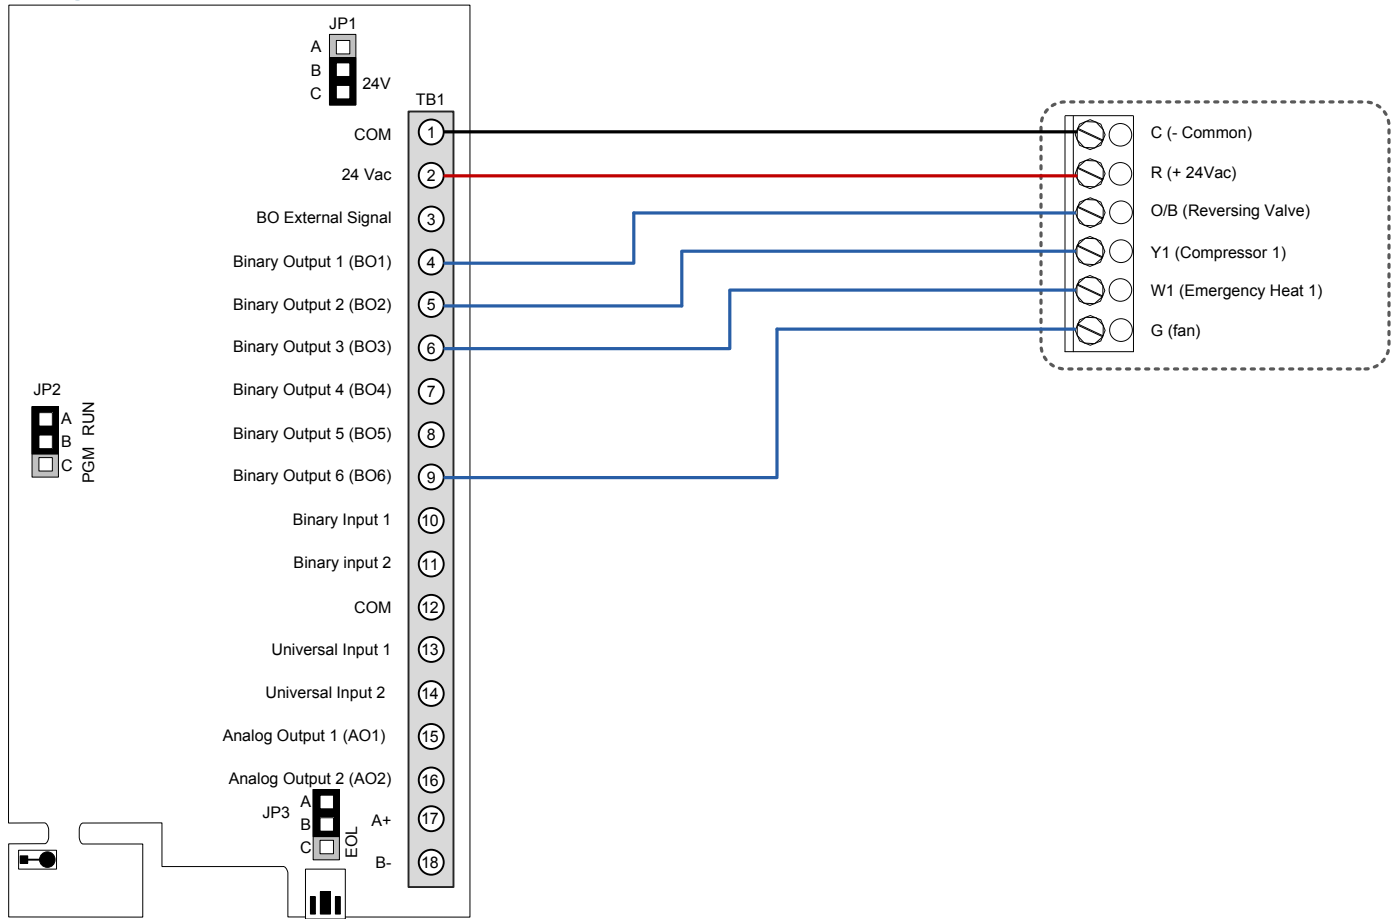 JP1
A
B
24V
C
TB1
COM 1 C (- Common)
24 Vac 2 R (+ 24Vac)
BO External Signal 3 O/B (Reversing Valve)
Binary Output 1 (BO1) 4 Y1 (Compressor 1)
Binary Output 2 (BO2) 5 W1 (Emergency Heat 1)
Binary Output 3 (BO3) 6 G (fan)
Binary Output 4 (BO4) 7
JP2
A
B
C
PGM RUN
Binary Output 5 (BO5) 8
Binary Output 6 (BO6) 9
Binary Input 1 10
Binary input 2 11
COM 12
Universal Input 1 13
Universal Input 2 14
Analog Output 1 (AO1) 15
Analog Output 2 (AO2) 16
JP3
A
B
C
EOL
A+ 17
B- 18